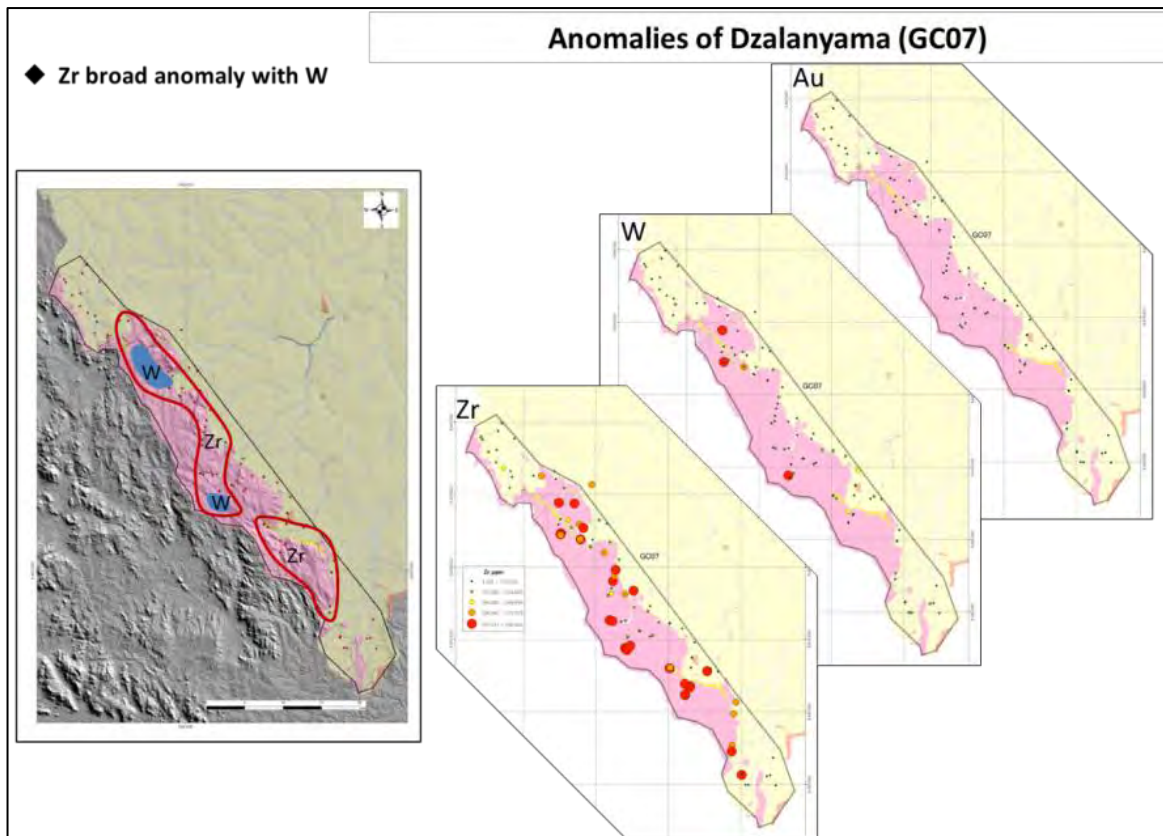 Anomalies of Dzalanyama (GC07)
◆ Zr broad anomaly with W
Au
GC07
W
GC07
Zr
GC07
Zr ppm
W
Zr
W
Zr